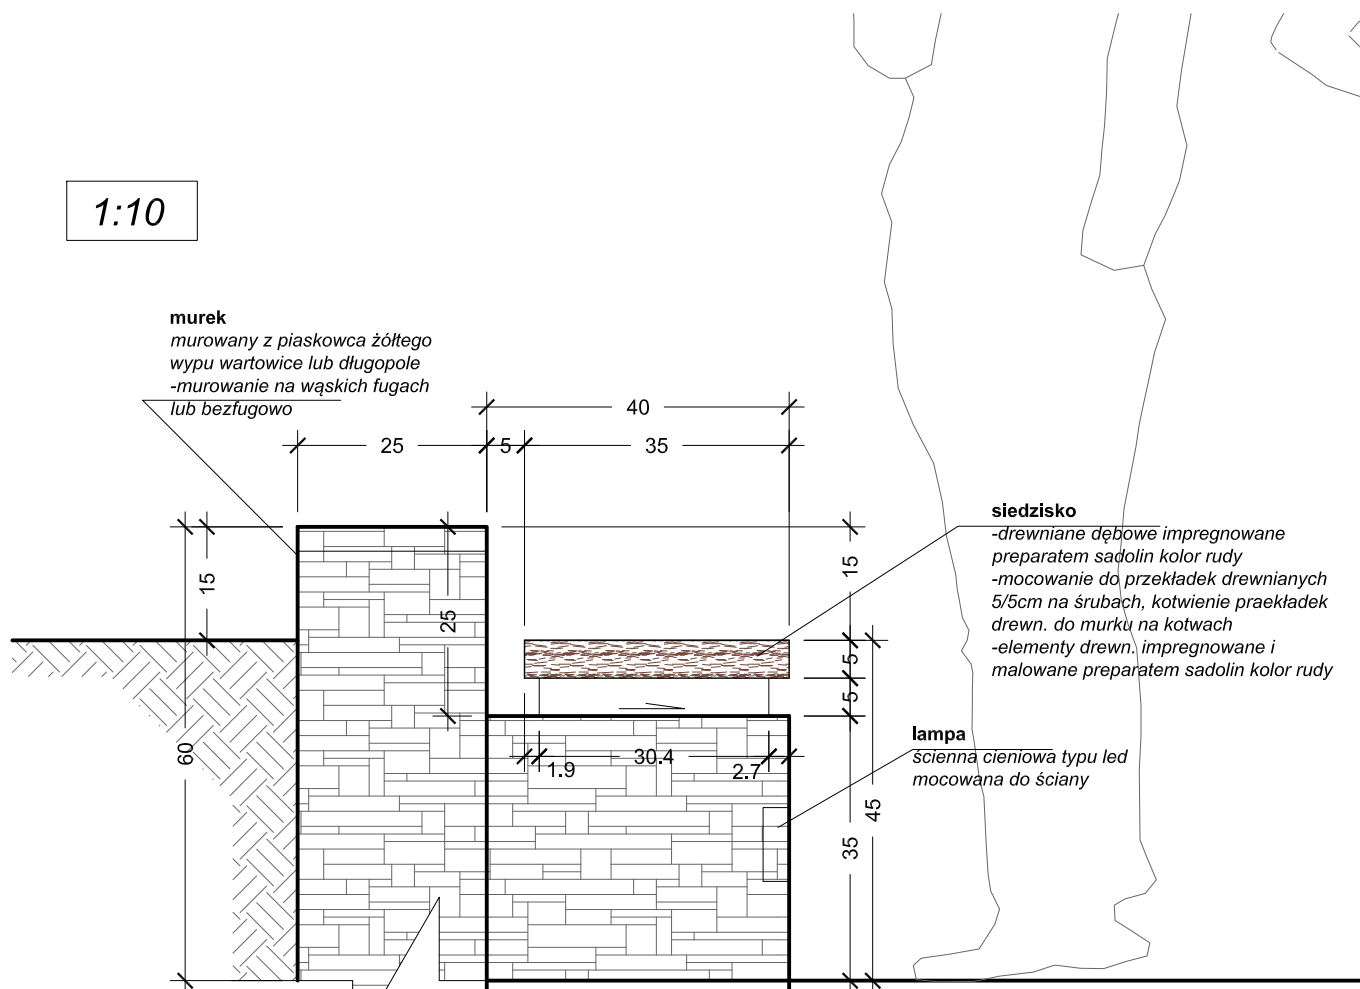 1:10
murek
murowany z piaskowca żółtego
wypu wartowice lub długopole
-murowanie na wąskich fugach
lub bezfugowo
40
25
5
35
siedzisko
-drewniane dębowe impregnowane
preparatem sadolin kolor rudy
-mocowanie do przekładek drewnianych
5/5cm na śrubach, kotwienie praekładek
drewn. do murku na kotwach
-elementy drewn. impregnowane i
malowane preparatem sadolin kolor rudy
15
15
25
5
5
60
1.9
30.4
2.7
lampa
ścienna cieniowa typu led
mocowana do ściany
45
35